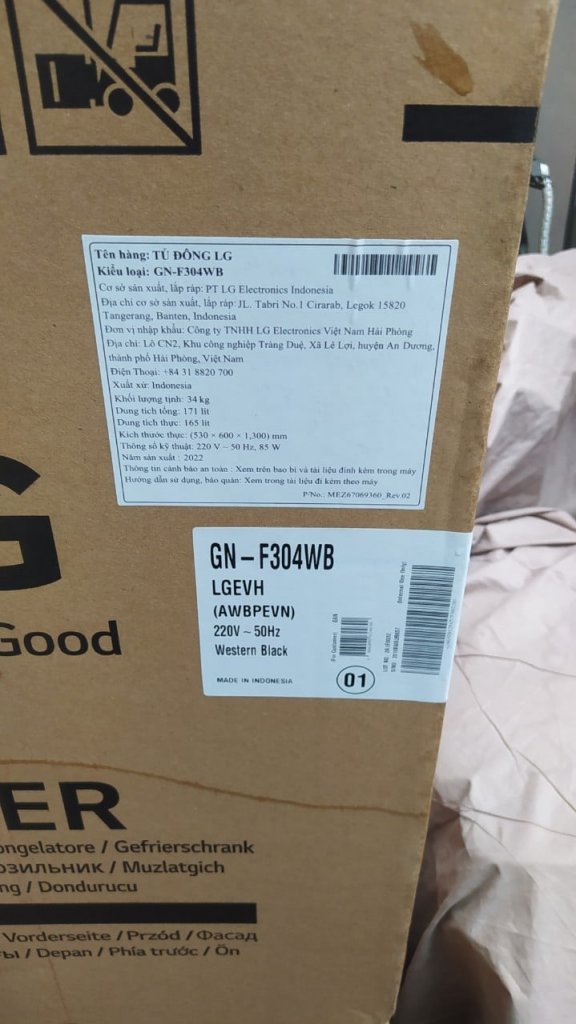 Tên hàng: TỦ ĐÔNG LG
Kiểu loại: GN-F304WB
Cơ sở sản xuất, lắp ráp: PT LG Electronics Indonesia
Địa chỉ cơ sở sản xuất, lắp ráp: JL. Tabri No.1 Cirarab, Legok 15820
Tangerang, Banten, Indonesia
Đơn vị nhập khẩu: Công ty TNHH LG Electronics Việt Nam Hải Phòng
Địa chỉ: Lô CN2, Khu công nghiệp Tràng Duệ, Xã Lê Lợi, huyện An Dương,
thành phố Hải Phòng, Việt Nam
Điện Thoại: +84 31 8820 700
Xuất xứ: Indonesia
Khối lượng tịnh: 34 kg
Dung tích tổng: 171 lít
Dung tích thực: 165 lít
Kích thước thực: (530 × 600 × 1,300) mm
Thông số kỹ thuật: 220 V ~ 50 Hz, 85 W
Năm sản xuất : 2022
Thông tin cảnh báo an toàn : Xem trên bao bì và tài liệu đính kèm trong máy
Hướng dẫn sử dụng, bảo quản: Xem trong tài liệu đi kèm theo máy
P/No.: MEZ67069360_Rev.02
G
Good
GN-F304WB
LGEVH
(AWBPEVN)
220V ~ 50Hz
Western Black
MADE IN INDONESIA
01
(Internal Use Only)
ER
ongelatore / Gefrierschrank
озильник / Muzlatgich
ng / Dondurucu
Vorderseite / Przód / Фасад
ты / Depan / Phía trước / Ön